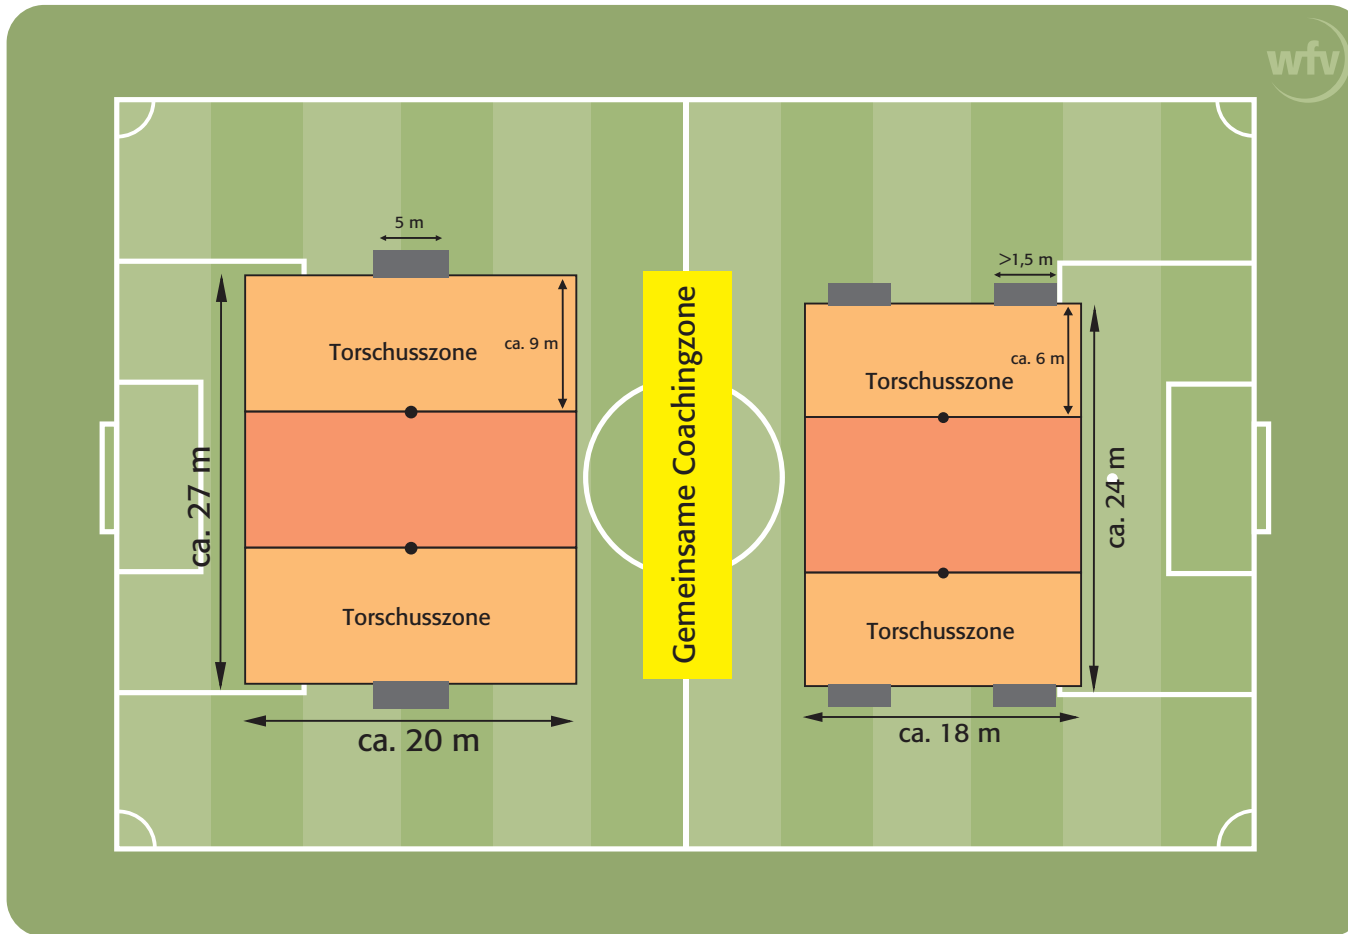 wfv
5 m
>1,5 m
ca. 9 m
Torschusszone
ca. 6 m
Torschusszone
ca. 27 m
Gemeinsame Coachingzone
ca. 24 m
Torschusszone
Torschusszone
ca. 20 m
ca. 18 m